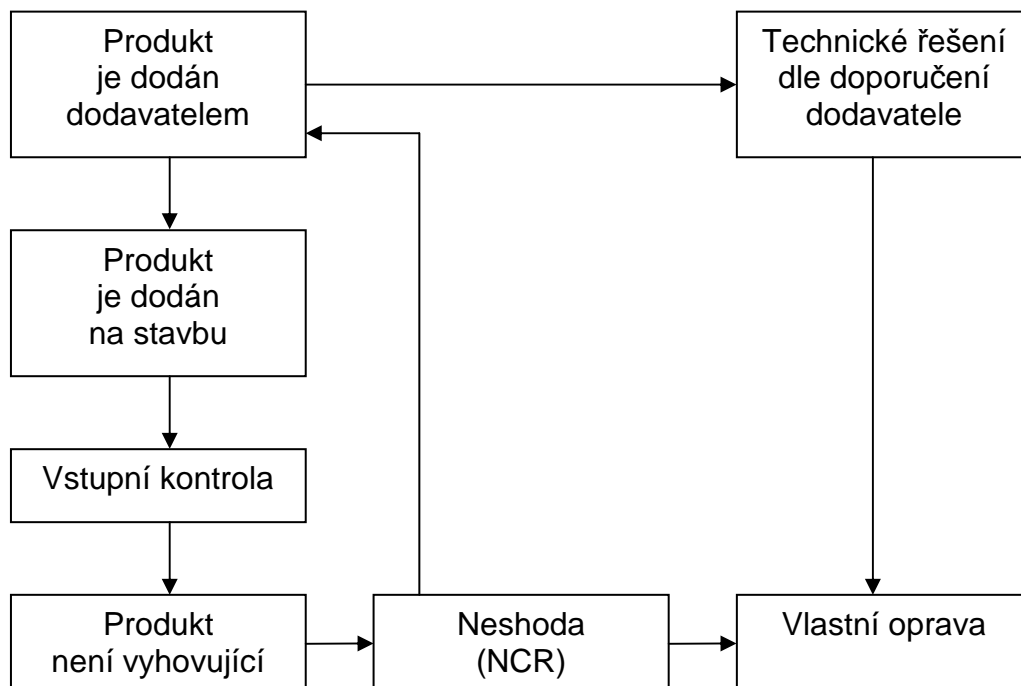 Produkt
je dodán
dodavatelem
Technické řešení
dle doporučení
dodavatele
Produkt
je dodán
na stavbu
Vstupní kontrola
Produkt
není vyhovující
Neshoda
(NCR)
Vlastní oprava